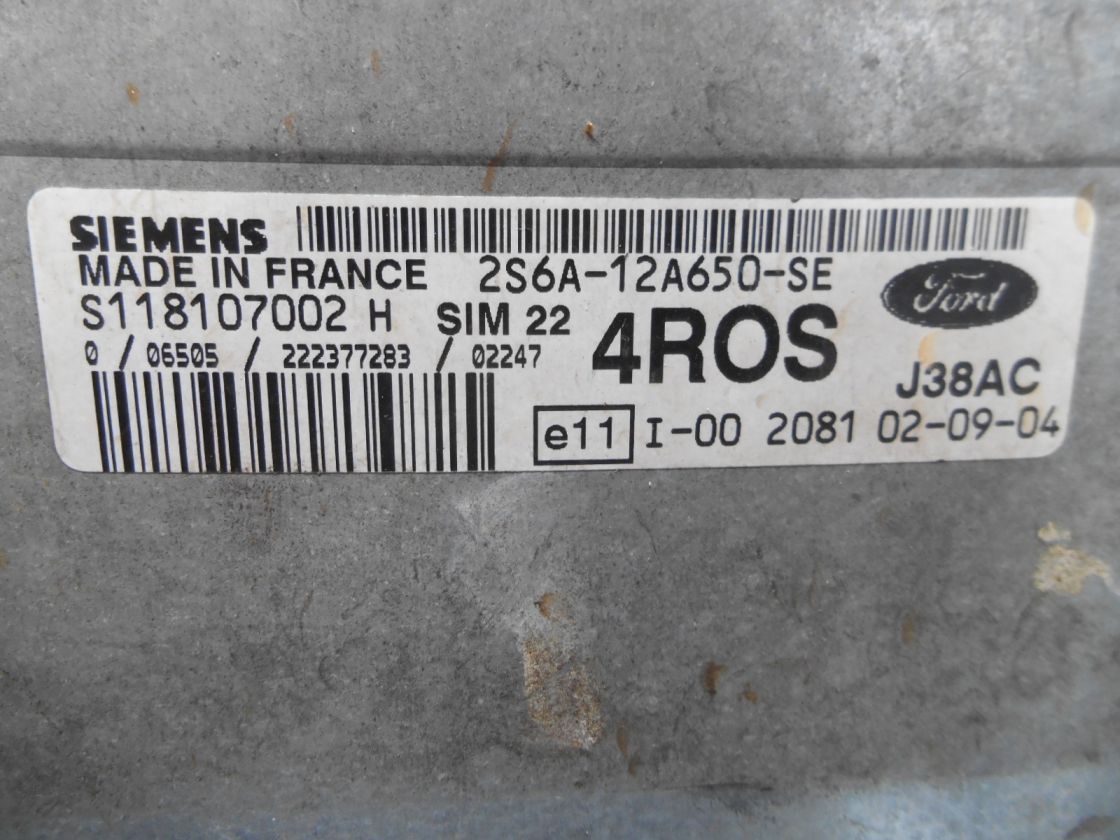 SIEMENS
MADE IN FRANCE 2S6A-12A650-SE
Ford
S118107002 H SIM 22 4ROS
0 / 06505 / 222377283 / 02247
J38AC
e11 I-00 2081 02-09-04